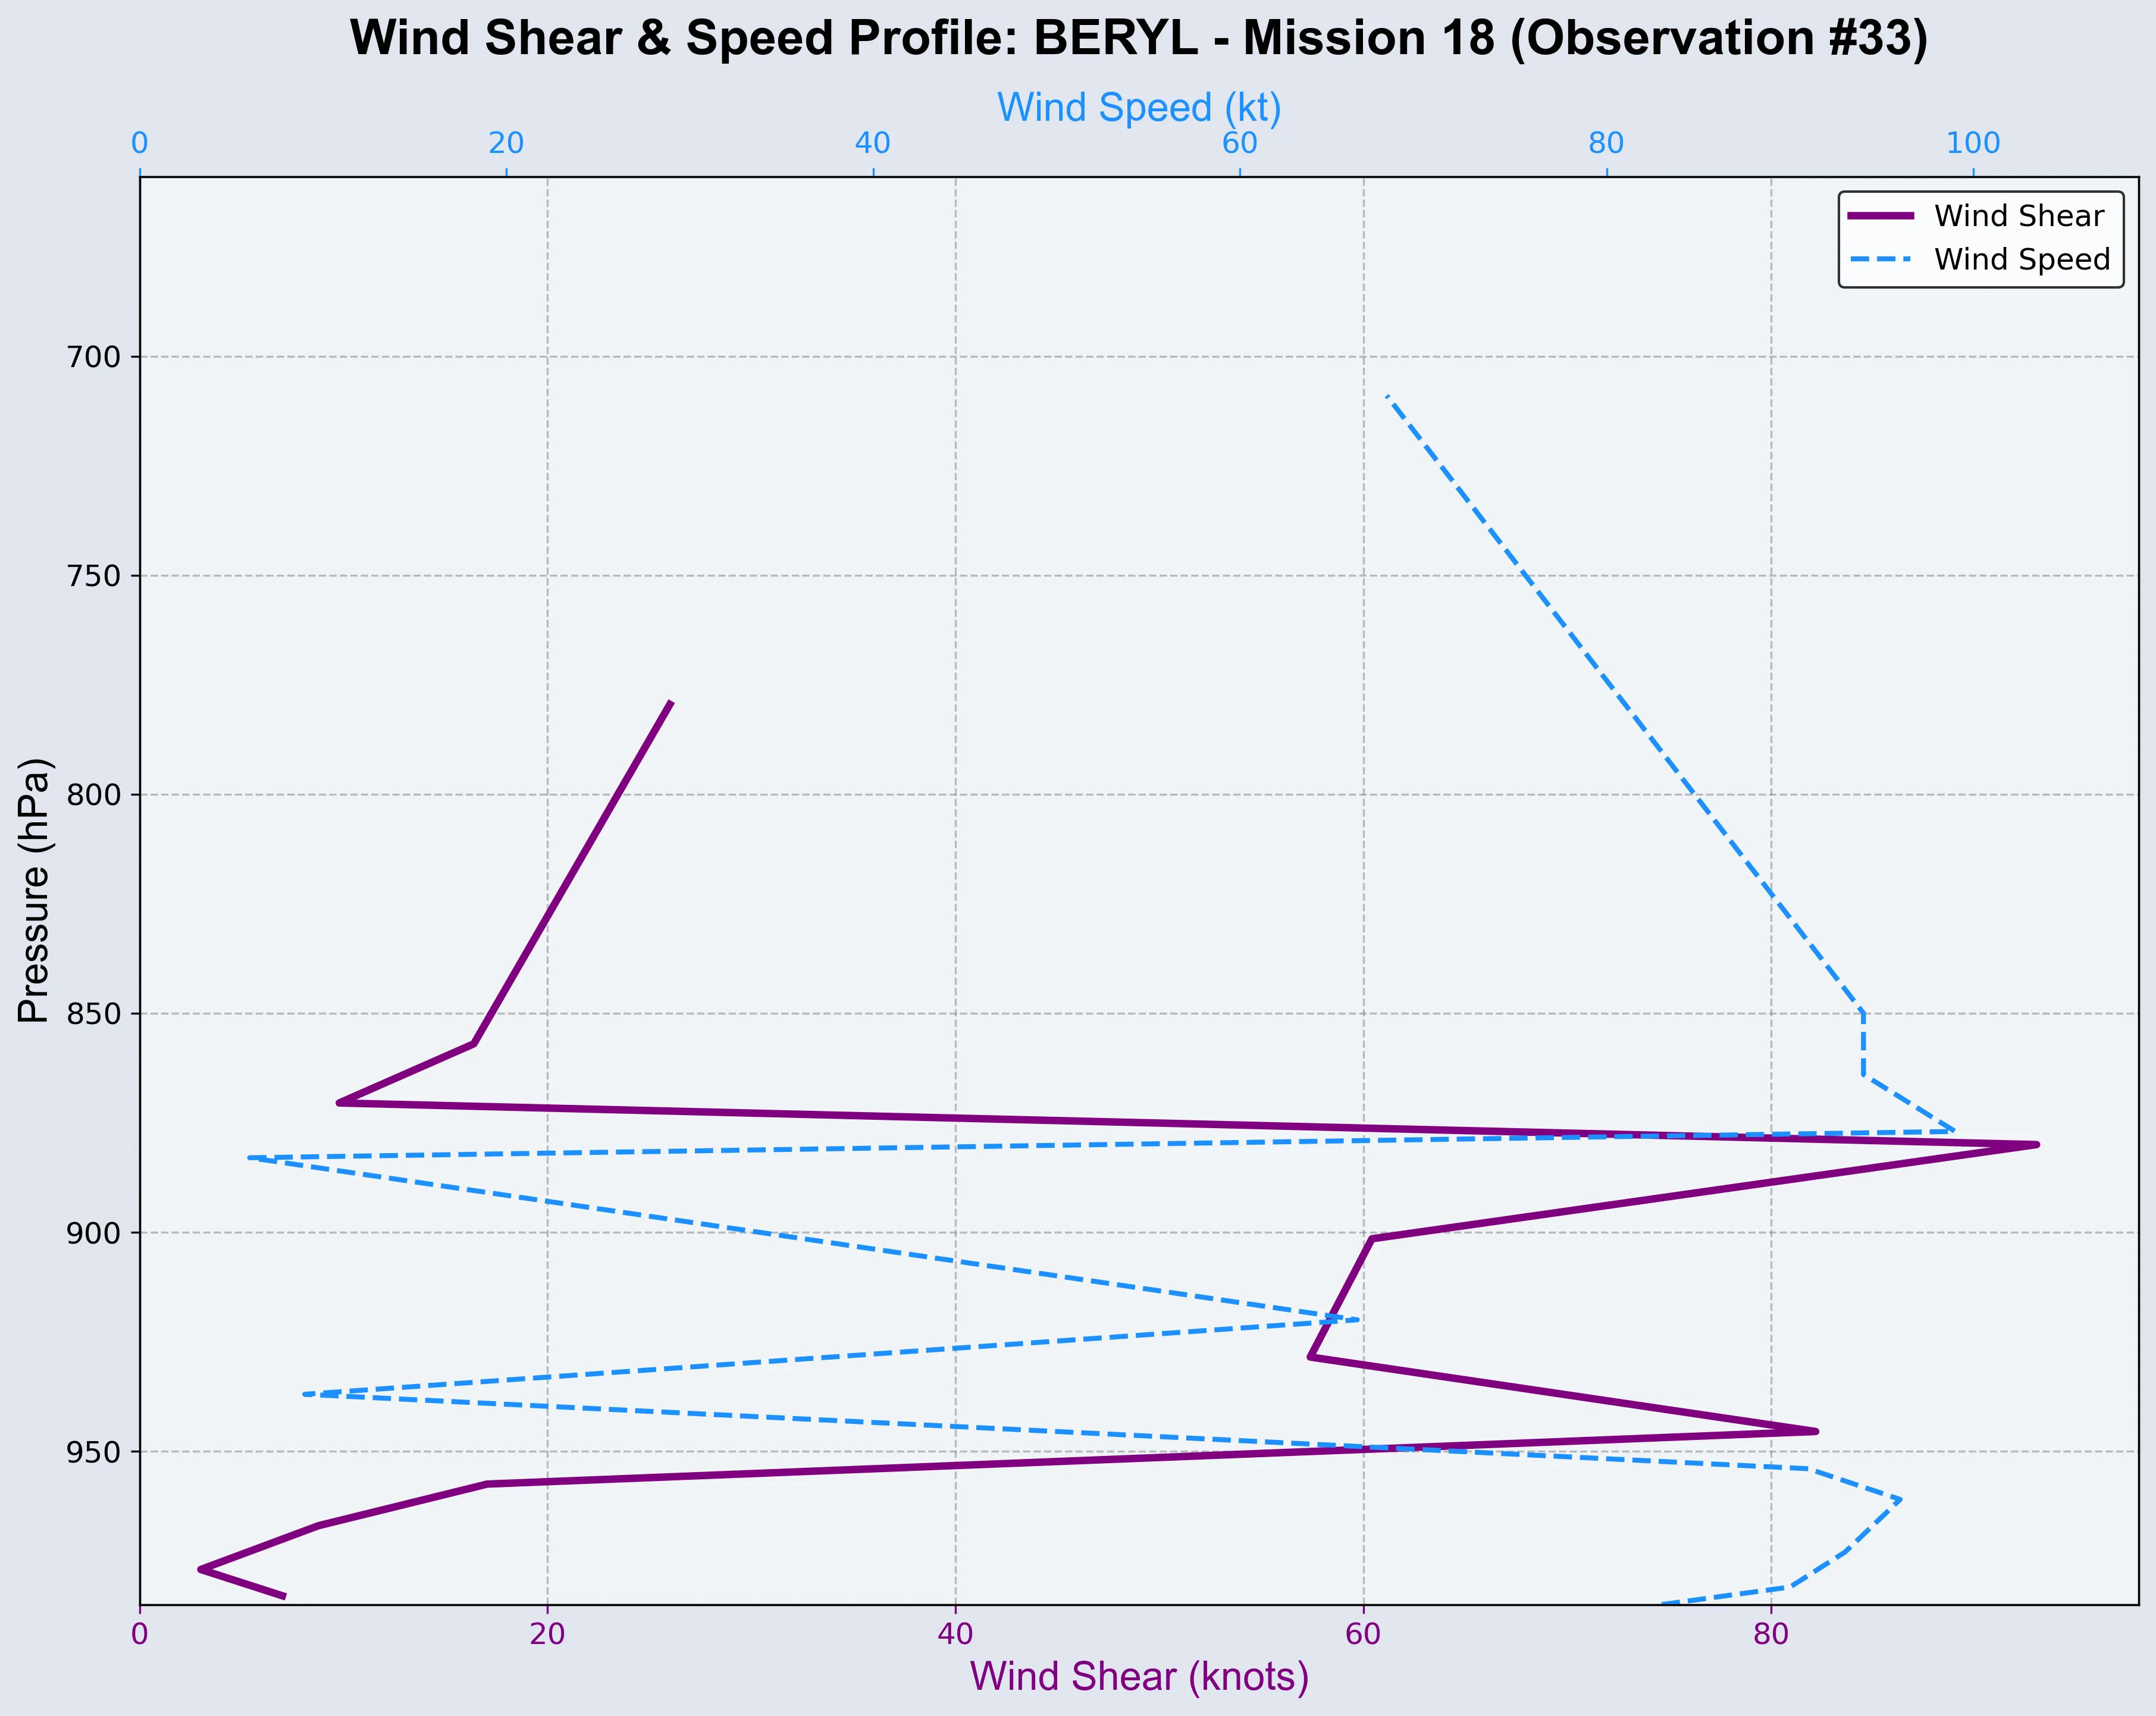 Wind Shear & Speed Profile: BERYL - Mission 18 (Observation #33)
Wind Speed (kt)
0 20 40 60 80 100
Wind Shear
Wind Speed
700
750
800
850
900
950
Pressure (hPa)
0 20 40 60 80
Wind Shear (knots)